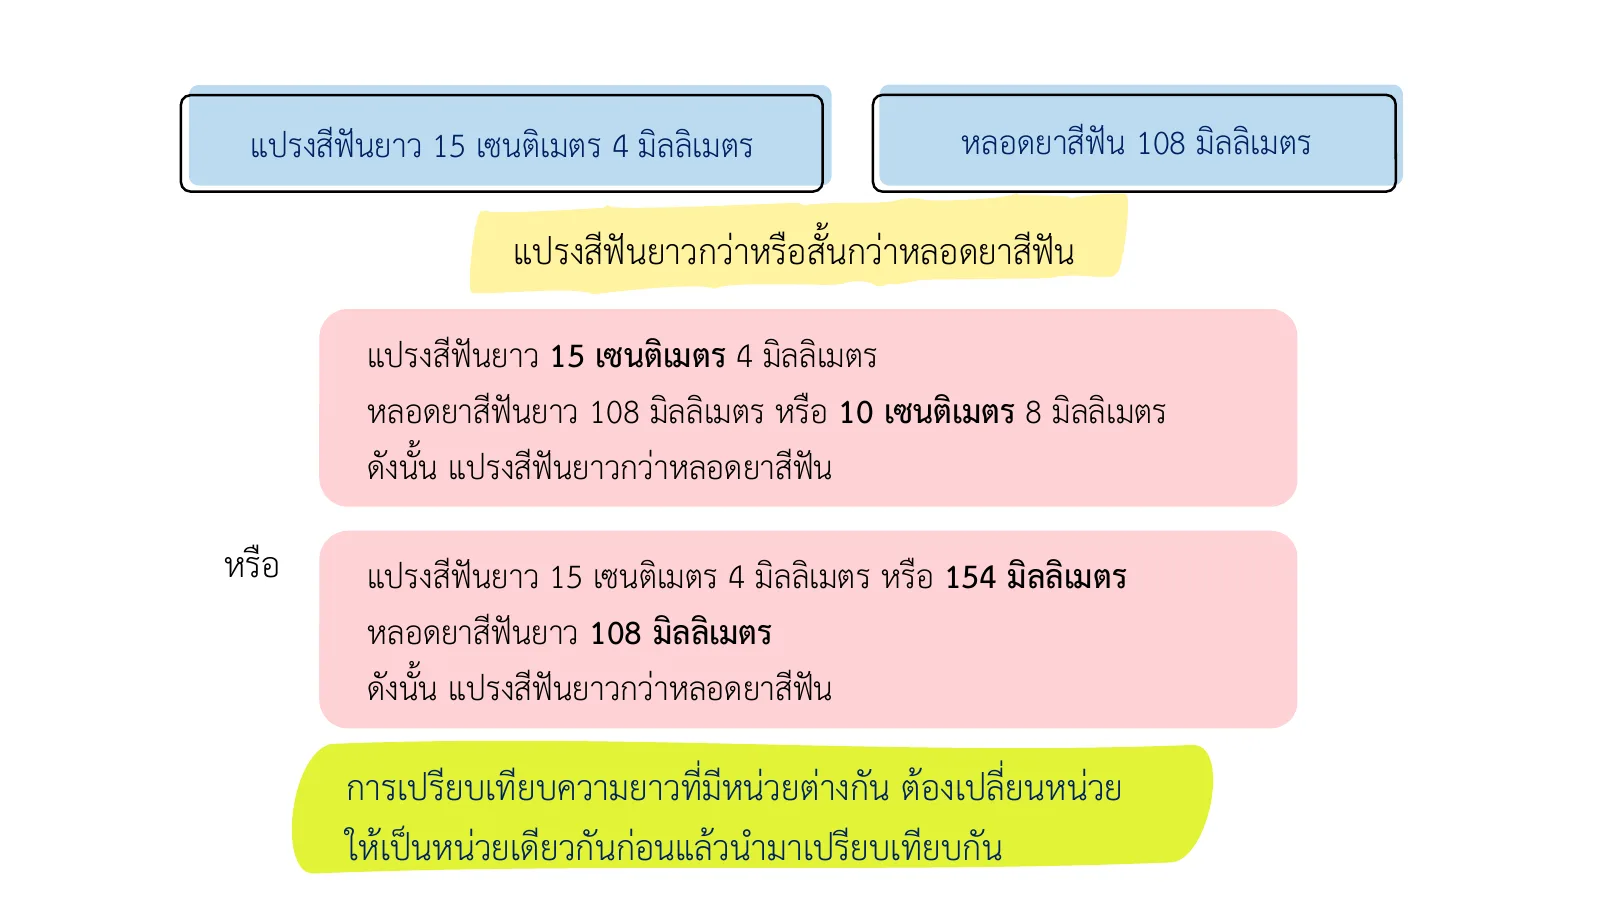 แปรงสีฟันยาว 15 เซนติเมตร 4 มิลลิเมตร
หลอดยาสีฟัน 108 มิลลิเมตร
แปรงสีฟันยาวกว่าหรือสั้นกว่าหลอดยาสีฟัน
แปรงสีฟันยาว 15 เซนติเมตร 4 มิลลิเมตร
หลอดยาสีฟันยาว 108 มิลลิเมตร หรือ 10 เซนติเมตร 8 มิลลิเมตร
ดังนั้น แปรงสีฟันยาวกว่าหลอดยาสีฟัน
หรือ
แปรงสีฟันยาว 15 เซนติเมตร 4 มิลลิเมตร หรือ 154 มิลลิเมตร
หลอดยาสีฟันยาว 108 มิลลิเมตร
ดังนั้น แปรงสีฟันยาวกว่าหลอดยาสีฟัน
การเปรียบเทียบความยาวที่มีหน่วยต่างกัน ต้องเปลี่ยนหน่วย
ให้เป็นหน่วยเดียวกันก่อนแล้วนำมาเปรียบเทียบกัน